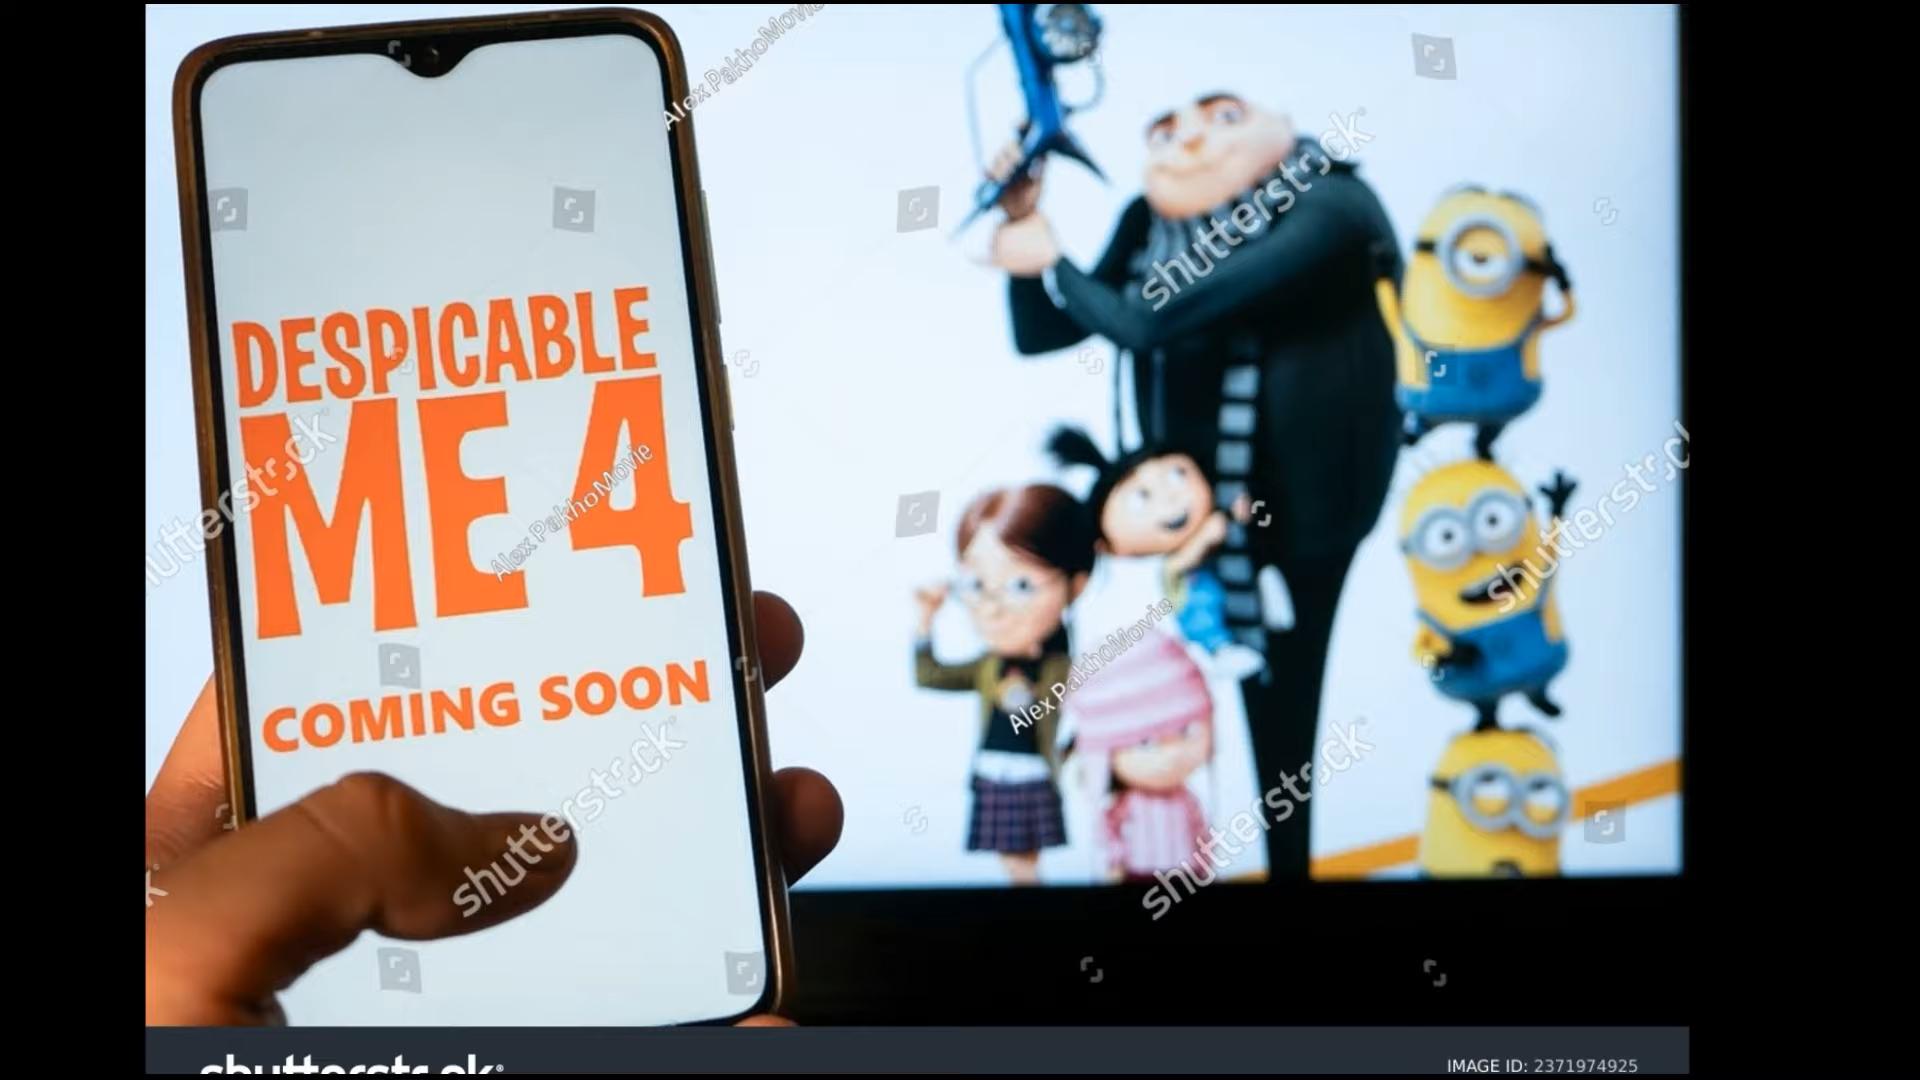 DESPICABLE
ME 4
COMING SOON
Alex PakhoMovie
Alex PakhoMovie
Alex PakhoMovie
shutterstock
shutterstock
shutterstock
shutterstock
shutterstock
shutterstock®
IMAGE ID: 2371974925